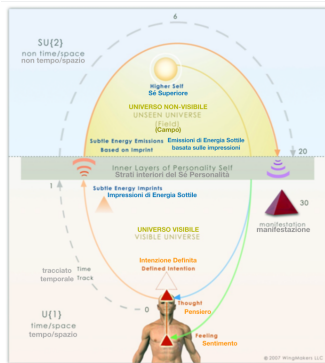 6
SU{2}
non time/space
non tempo/spazio
Higher Self
Sé Superiore
UNIVERSO NON-VISIBILE
UNSEEN UNIVERSE
(Field)
(Campo)
Subtle Energy Emissions
Based on Imprint
Emissioni di Energia Sottile
basata sulle impressioni
20
Inner Layers of Personality Self
Strati interiori del Sé Personalità
1
Subtle Energy Imprints
Impressioni di Energia Sottile
30
manifestation
manifestazione
UNIVERSO VISIBILE
VISIBLE UNIVERSE
tracciato Time
temporale Track
Intenzione Definita
Defined Intention
0
Thought
Pensiero
U{1}
time/space
tempo/spazio
Feeling
Sentimento
© 2007 WingMakers LLC